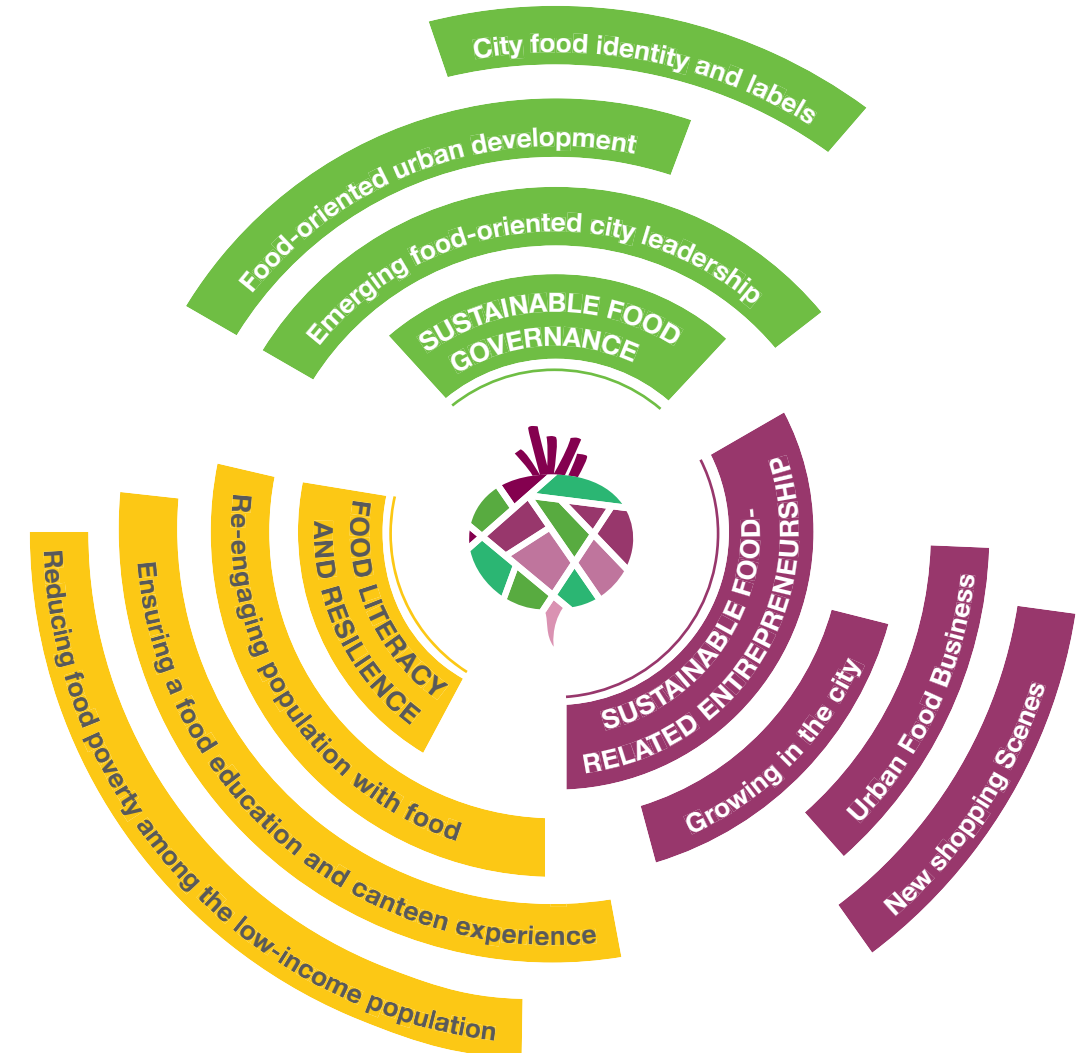 City food identity and labels
Food-oriented urban development
Emerging food-oriented city leadership
SUSTAINABLE FOOD
GOVERNANCE
SUSTAINABLE FOOD-
RELATED ENTREPRENEURSHIP
Growing in the city
Urban Food Business
New shopping Scenes
FOOD LITERACY
AND RESILIENCE
Re-engaging population with food
Ensuring a food education and canteen experience
Reducing food poverty among the low-income population